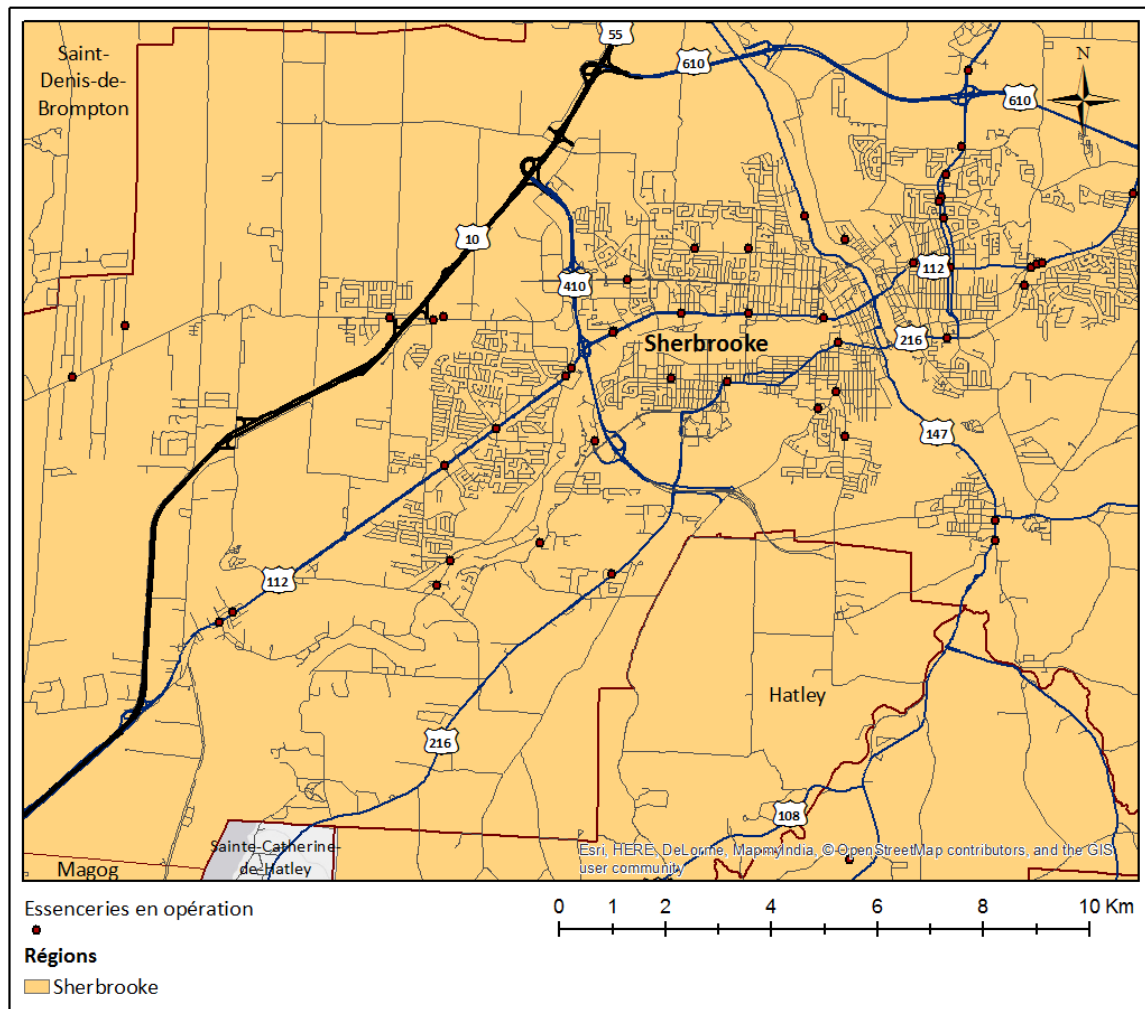 55
Saint-
Denis-de-
Brompton
610
N
610
10
410
112
Sherbrooke
216
147
112
Hatley
216
108
Sainte-Catherine-
de-Hatley
Magog
Esri, HERE, DeLorme, MapmyIndia, © OpenStreetMap contributors, and the GIS
user community
Essenceries en opération
0 1 2 4 6 8 10 Km
Régions
Sherbrooke